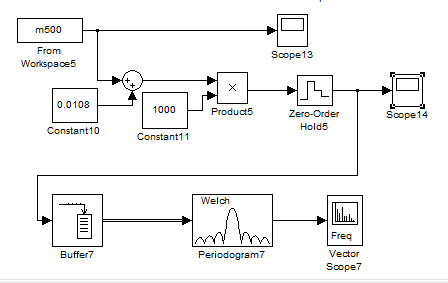 m500
From
Workspace5
Scope13
0.0108
Constant10
1000
Constant11
Product5
Zero-Order
Hold5
Scope14
Buffer7
Welch
Periodogram7
Freq
Vector
Scope7